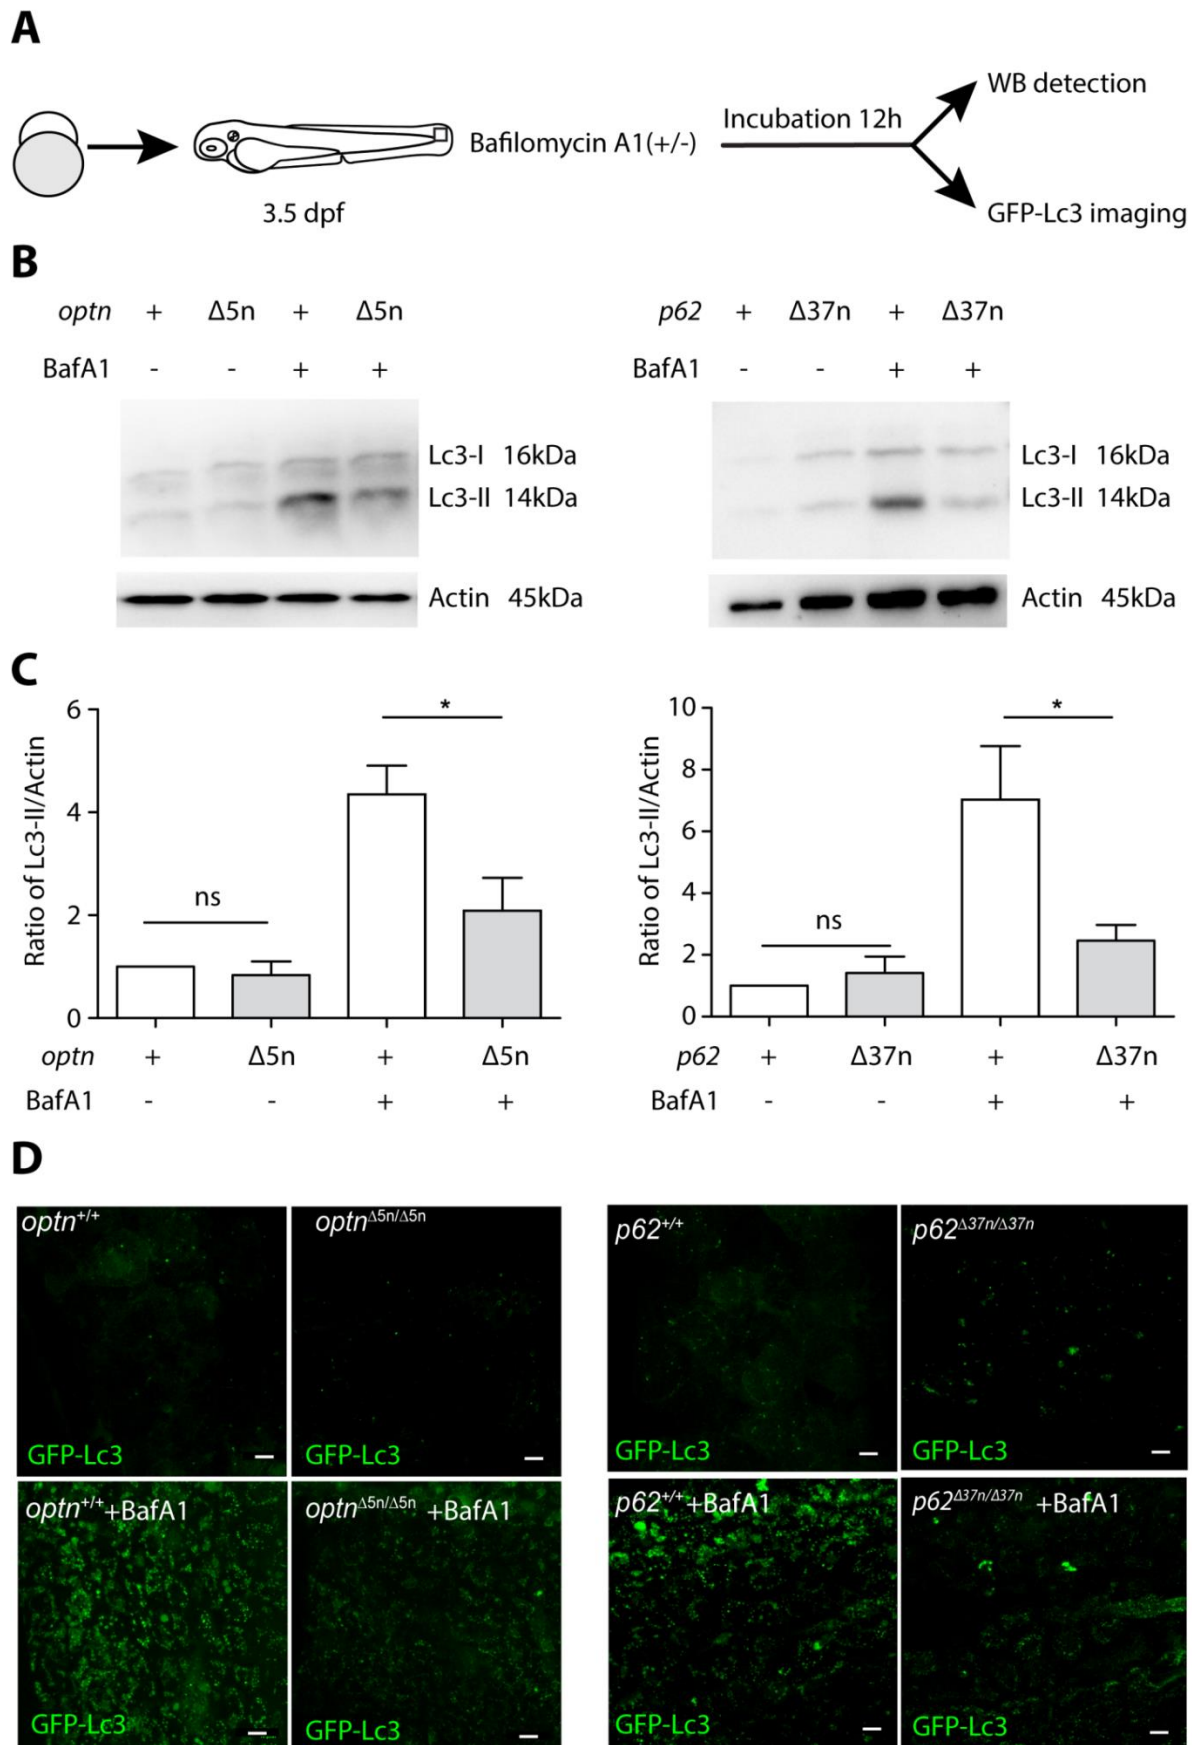 A
WB detection
Incubation 12h
Bafilomycin A1(+/-)
3.5 dpf
GFP-Lc3 imaging
B
optn + Δ5n + Δ5n
BafA1 - - + +
Lc3-I 16kDa
Lc3-II 14kDa
Actin 45kDa
p62 + Δ37n + Δ37n
BafA1 - - + +
Lc3-I 16kDa
Lc3-II 14kDa
Actin 45kDa
C
Ratio of Lc3-II/Actin
6
4
2
0
ns
*
optn + Δ5n + Δ5n
BafA1 - - + +
Ratio of Lc3-II/Actin
10
8
6
4
2
0
ns
*
p62 + Δ37n + Δ37n
BafA1 - - + +
D
optn+/+
GFP-Lc3
optnΔ5n/Δ5n
GFP-Lc3
p62+/+
GFP-Lc3
p62Δ37n/Δ37n
GFP-Lc3
optn+/++BafA1
GFP-Lc3
optnΔ5n/Δ5n +BafA1
GFP-Lc3
p62+/++BafA1
GFP-Lc3
p62Δ37n/Δ37n +BafA1
GFP-Lc3